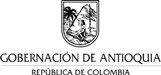 GOBERNACIÓN DE ANTIOQUIA
REPÚBLICA DE COLOMBIA